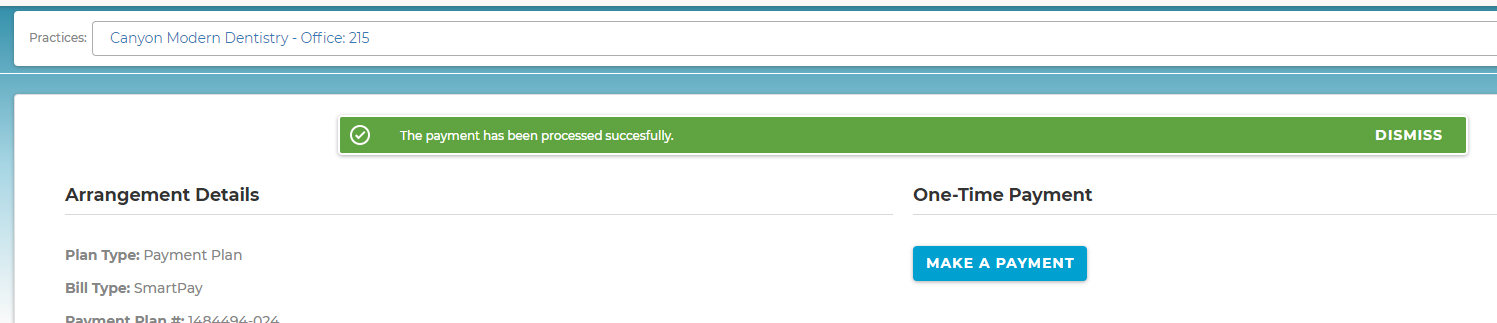 Practices: Canyon Modern Dentistry - Office: 215
The payment has been processed succesfully.
DISMISS
Arrangement Details
One-Time Payment
Plan Type: Payment Plan
MAKE A PAYMENT
Bill Type: SmartPay
Payment Plan #: 1484494-024